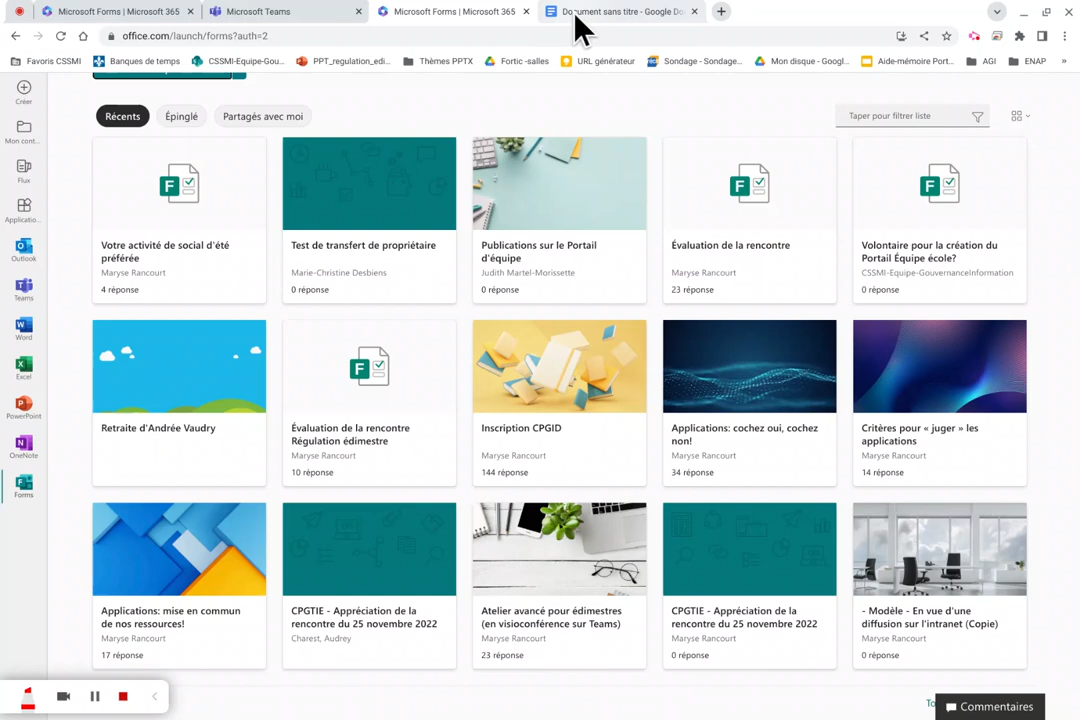 Microsoft Forms | Microsoft 365
Microsoft Teams
Microsoft Forms | Microsoft 365
Document sans titre - Google Do
office.com/launch/forms?auth=2
Favoris CSSMI
Banques de temps
CSSMI-Equipe-Gou...
PPT_regulation_edi...
Thèmes PPTX
Fortic -salles
URL générateur
Sondage - Sondage...
Mon disque - Googl...
Aide-mémoire Port...
AGI
ENAP
»
Créer
Mon cont...
Flux
Applicatio...
Outlook
Teams
Word
Excel
PowerPoint
OneNote
Forms
Récents
Épinglé
Partagés avec moi
Taper pour filtrer liste
Votre activité de social d'été
préférée
Maryse Rancourt
4 réponse
Test de transfert de propriétaire
Marie-Christine Desbiens
0 réponse
Publications sur le Portail
d'équipe
Judith Martel-Morissette
0 réponse
Évaluation de la rencontre
Maryse Rancourt
23 réponse
Volontaire pour la création du
Portail Équipe école?
CSSMI-Equipe-GouvernanceInformation
0 réponse
Retraite d'Andrée Vaudry
Évaluation de la rencontre
Régulation édimestre
Maryse Rancourt
10 réponse
Inscription CPGID
Maryse Rancourt
144 réponse
Applications: cochez oui, cochez
non!
Maryse Rancourt
34 réponse
Critères pour « juger » les
applications
Maryse Rancourt
14 réponse
Applications: mise en commun
de nos ressources!
Maryse Rancourt
17 réponse
CPGTIE - Appréciation de la
rencontre du 25 novembre 2022
Charest, Audrey
Atelier avancé pour édimestres
(en visioconférence sur Teams)
Maryse Rancourt
23 réponse
CPGTIE - Appréciation de la
rencontre du 25 novembre 2022
Maryse Rancourt
0 réponse
- Modèle - En vue d'une
diffusion sur l'intranet (Copie)
Maryse Rancourt
0 réponse
Commentaires